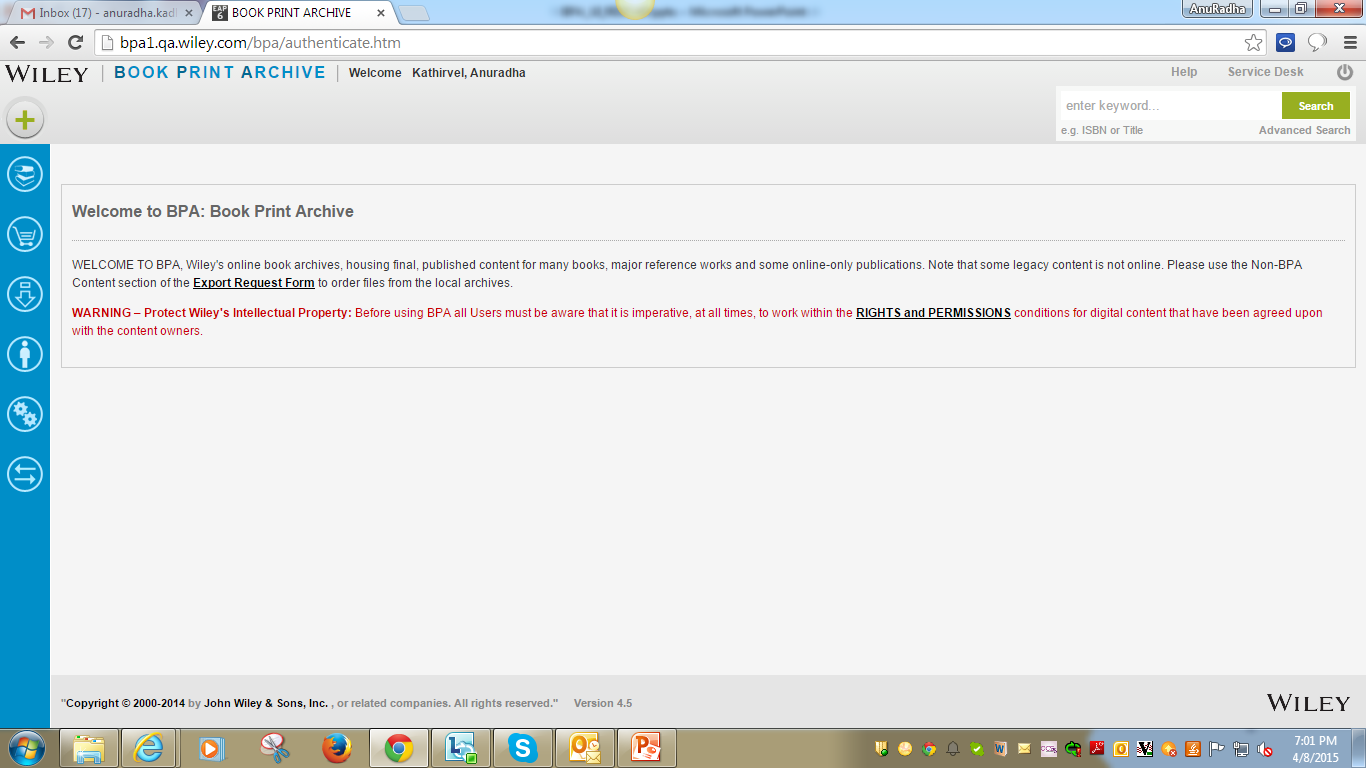 Inbox (17) - anuradha.kad
EAP 6 BOOK PRINT ARCHIVE
Microsoft PowerPoint
AnuRadha
bpa1.qa.wiley.com/bpa/authenticate.htm
WILEY | BOOK PRINT ARCHIVE | Welcome Kathirvel, Anuradha
Help Service Desk
enter keyword...
Search
e.g. ISBN or Title
Advanced Search
Welcome to BPA: Book Print Archive
WELCOME TO BPA, Wiley's online book archives, housing final, published content for many books, major reference works and some online-only publications. Note that some legacy content is not online. Please use the Non-BPA
Content section of the Export Request Form to order files from the local archives.
WARNING – Protect Wiley's Intellectual Property: Before using BPA all Users must be aware that it is imperative, at all times, to work within the RIGHTS and PERMISSIONS conditions for digital content that have been agreed upon
with the content owners.
"Copyright © 2000-2014 by John Wiley & Sons, Inc. , or related companies. All rights reserved." Version 4.5
WILEY
7:01 PM
4/8/2015